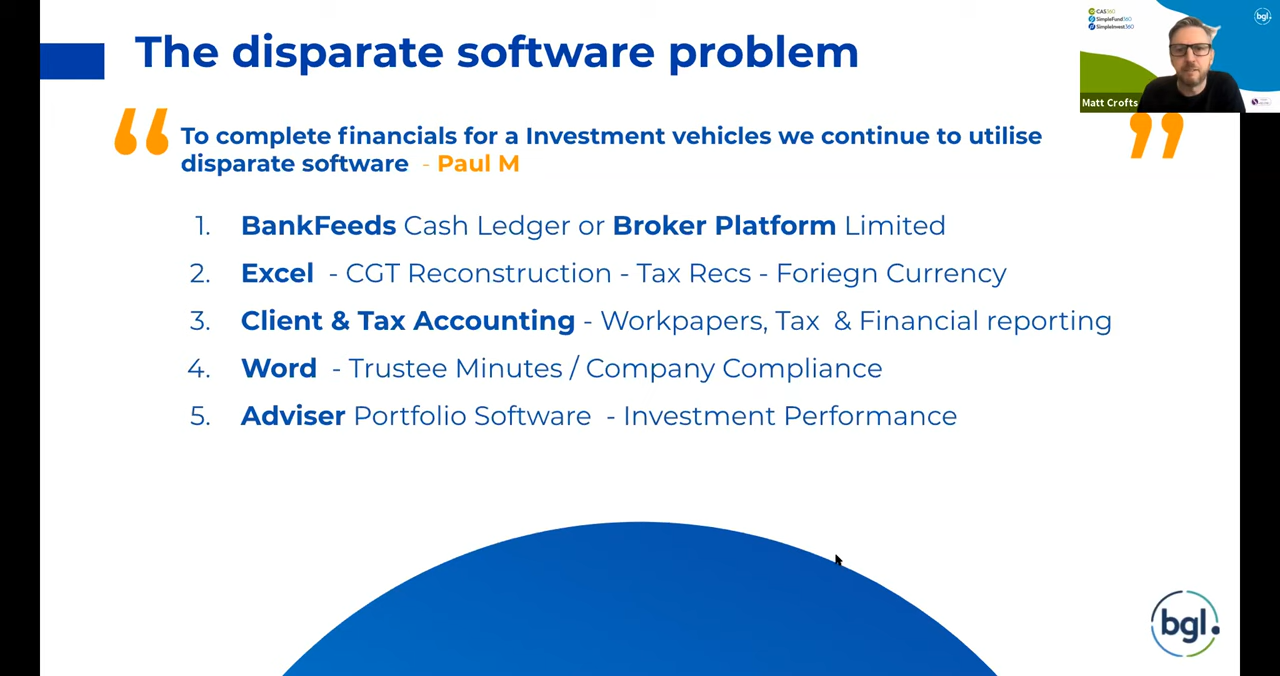 The disparate software problem
“ To complete financials for a Investment vehicles we continue to utilise
disparate software - Paul M ”
1. BankFeeds Cash Ledger or Broker Platform Limited
2. Excel - CGT Reconstruction - Tax Recs - Foriegn Currency
3. Client & Tax Accounting - Workpapers, Tax & Financial reporting
4. Word - Trustee Minutes / Company Compliance
5. Adviser Portfolio Software - Investment Performance
CAS360
SimpleFund360
SimpleInvest360
bgl.
Matt Crofts
bgl.